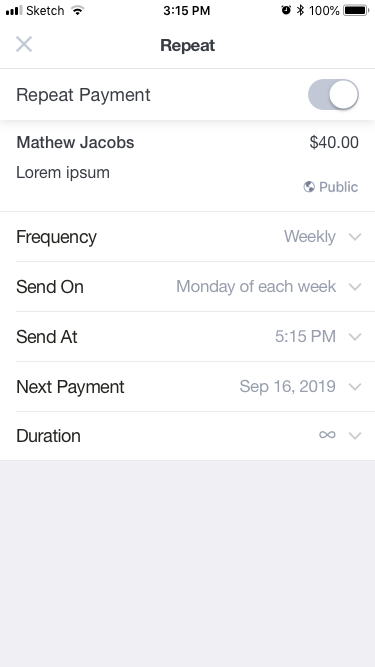 Sketch 3:15 PM 100%
Repeat
Repeat Payment
Mathew Jacobs $40.00
Lorem ipsum
Public
Frequency Weekly
Send On Monday of each week
Send At 5:15 PM
Next Payment Sep 16, 2019
Duration ∞